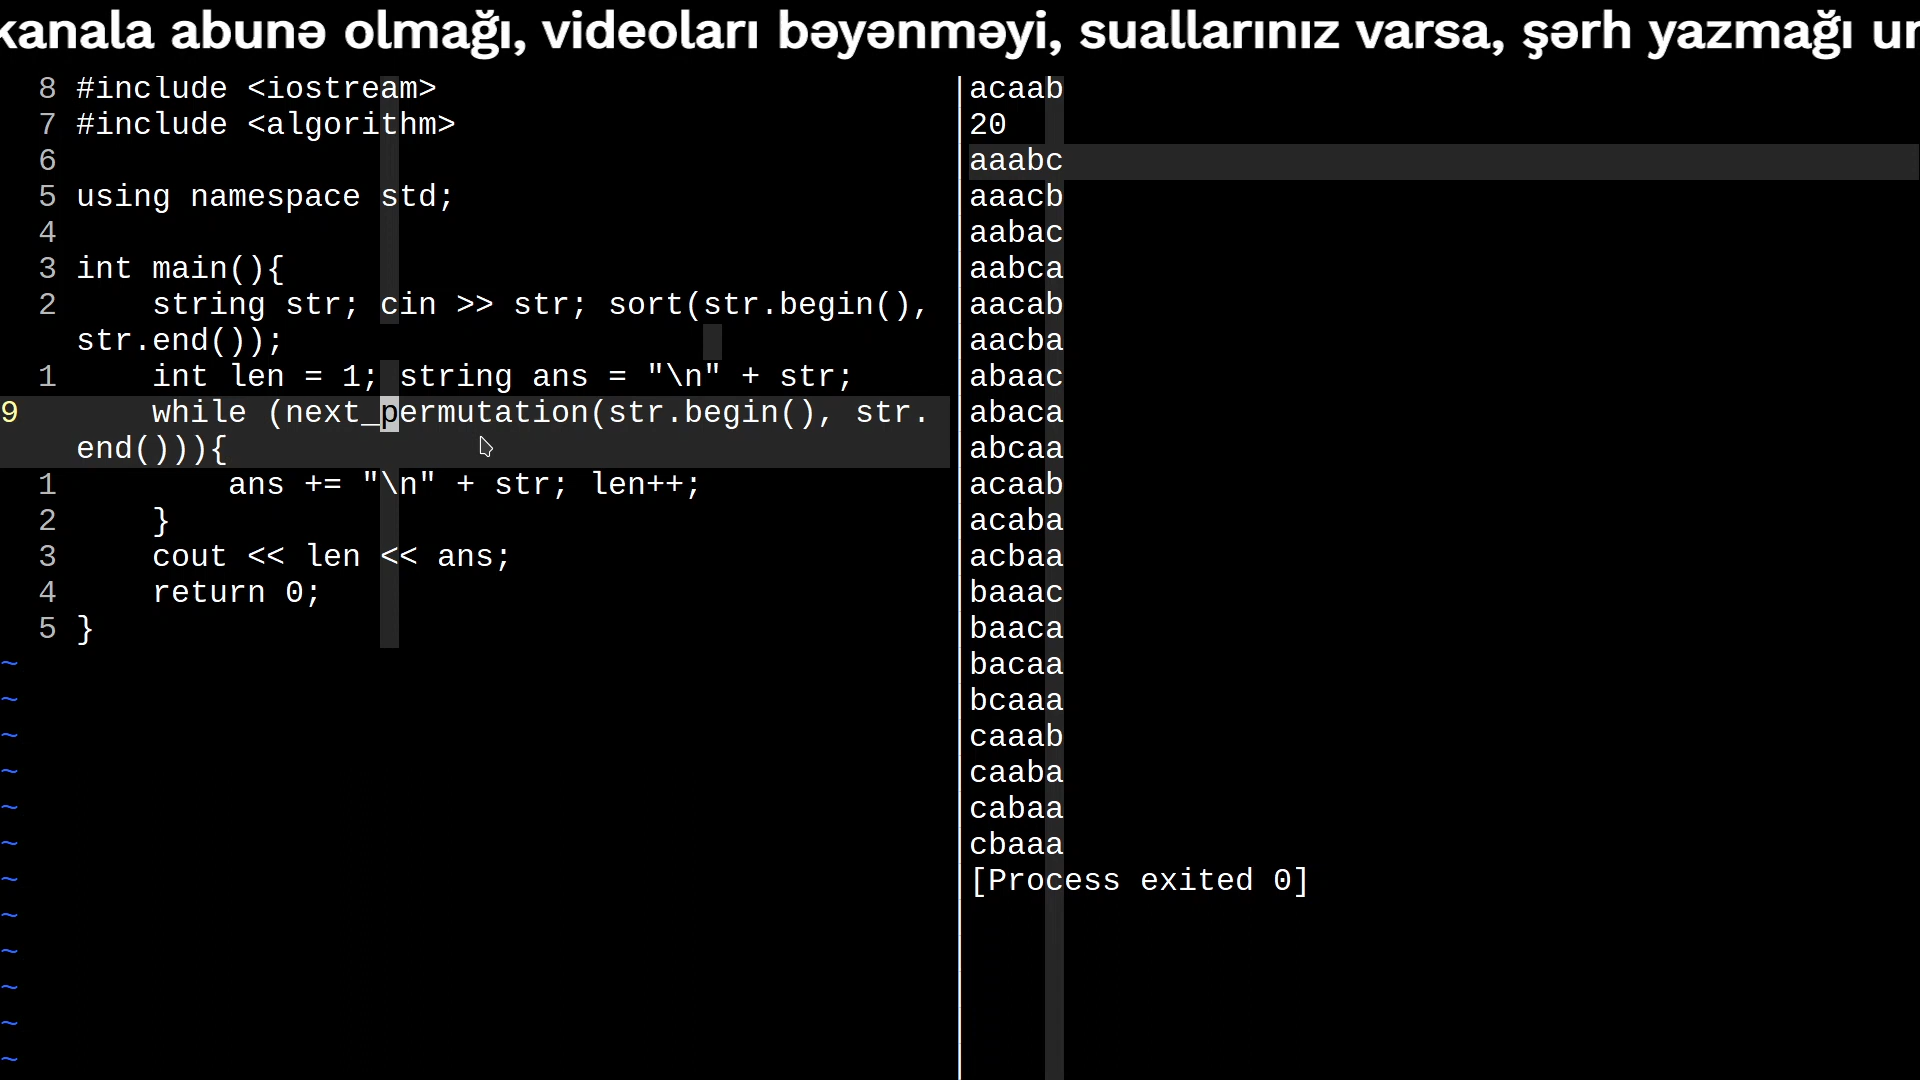 kanala abunə olmağı, videoları bəyənməyi, suallarınız varsa, şərh yazmağı
8 #include <iostream>
7 #include <algorithm>
6
5 using namespace std;
4
3 int main(){
2     string str; cin >> str; sort(str.begin(),
str.end());
1     int len = 1; string ans = "\n" + str;
9     while (next_permutation(str.begin(), str.
end())){
1         ans += "\n" + str; len++;
2     }
3     cout << len << ans;
4     return 0;
5 }
~
~
~
~
~
~
~
~
~
~
~
~
acaab
20
aaabc
aaacb
aabac
aabca
aacab
aacba
abaac
abaca
abcaa
acaab
acaba
acbaa
baaac
baaca
bacaa
bcaaa
caaab
caaba
cabaa
cbaaa
[Process exited 0]